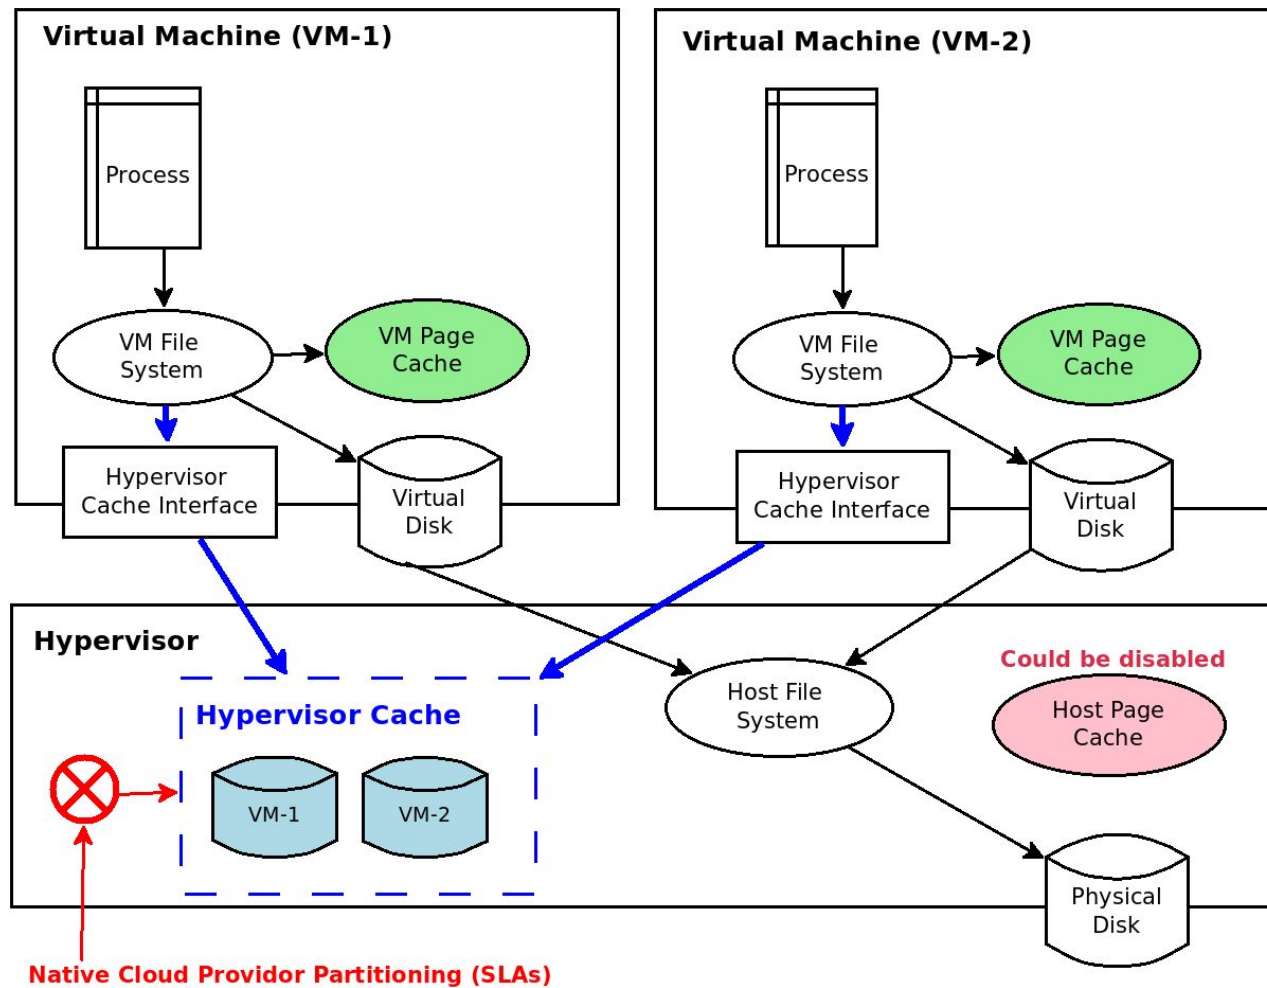 Virtual Machine (VM-1)
Process
VM File
System
VM Page
Cache
Hypervisor
Cache Interface
Virtual
Disk
Virtual Machine (VM-2)
Process
VM File
System
VM Page
Cache
Hypervisor
Cache Interface
Virtual
Disk
Hypervisor
Hypervisor Cache
VM-1
VM-2
Host File
System
Could be disabled
Host Page
Cache
Physical
Disk
Native Cloud Providor Partitioning (SLAs)